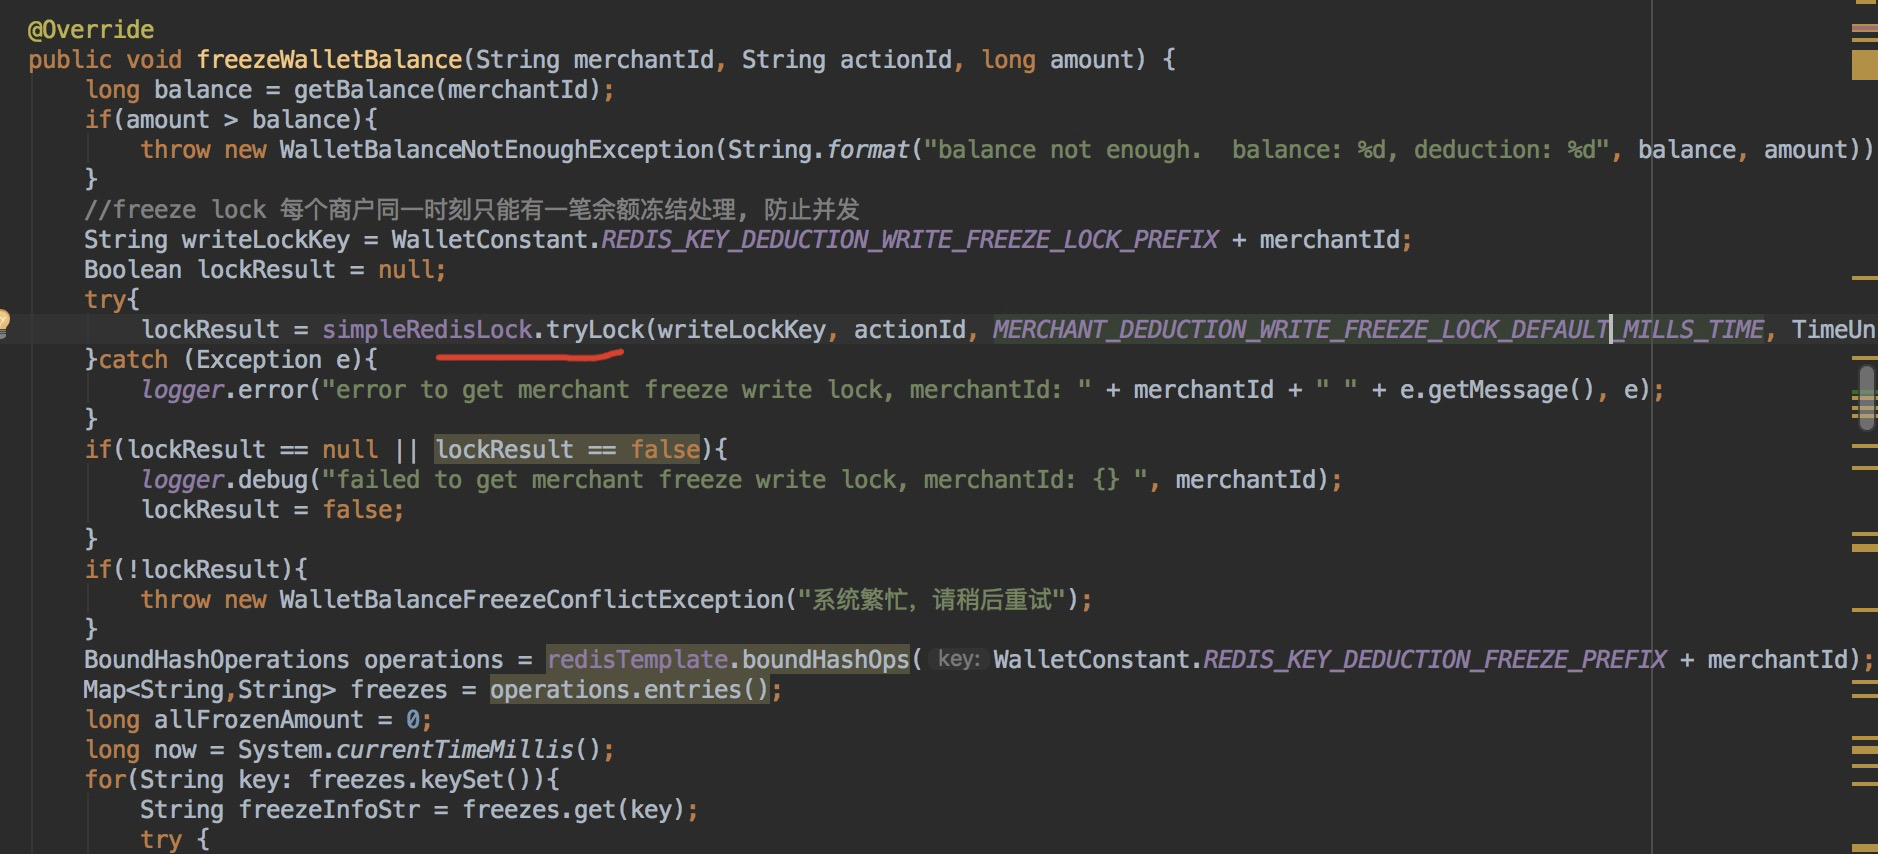 @Override
public void freezeWalletBalance(String merchantId, String actionId, long amount) {
long balance = getBalance(merchantId);
if(amount > balance){
throw new WalletBalanceNotEnoughException(String.format("balance not enough.  balance: %d, deduction: %d", balance, amount))
}
//freeze lock 每个商户同一时刻只能有一笔余额冻结处理, 防止并发
String writeLockKey = WalletConstant.REDIS_KEY_DEDUCTION_WRITE_FREEZE_LOCK_PREFIX + merchantId;
Boolean lockResult = null;
try{
lockResult = simpleRedisLock.tryLock(writeLockKey, actionId, MERCHANT_DEDUCTION_WRITE_FREEZE_LOCK_DEFAULT_MILLS_TIME, TimeUn
}catch (Exception e){
logger.error("error to get merchant freeze write lock, merchantId: " + merchantId + " " + e.getMessage(), e);
}
if(lockResult == null || lockResult == false){
logger.debug("failed to get merchant freeze write lock, merchantId: {} ", merchantId);
lockResult = false;
}
if(!lockResult){
throw new WalletBalanceFreezeConflictException("系统繁忙，请稍后重试");
}
BoundHashOperations operations = redisTemplate.boundHashOps( key: WalletConstant.REDIS_KEY_DEDUCTION_FREEZE_PREFIX + merchantId);
Map<String,String> freezes = operations.entries();
long allFrozenAmount = 0;
long now = System.currentTimeMillis();
for(String key: freezes.keySet()){
String freezeInfoStr = freezes.get(key);
try {